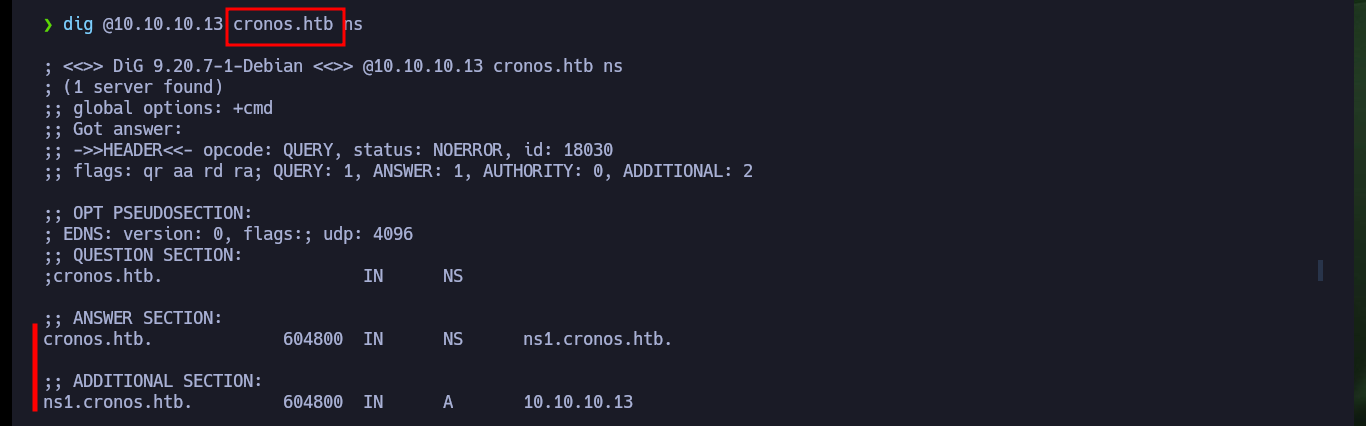 ❯ dig @10.10.10.13 cronos.htb ns
; <<>> DiG 9.20.7-1-Debian <<>> @10.10.10.13 cronos.htb ns
; (1 server found)
;; global options: +cmd
;; Got answer:
;; ->>HEADER<<- opcode: QUERY, status: NOERROR, id: 18030
;; flags: qr aa rd ra; QUERY: 1, ANSWER: 1, AUTHORITY: 0, ADDITIONAL: 2
;; OPT PSEUDOSECTION:
; EDNS: version: 0, flags:; udp: 4096
;; QUESTION SECTION:
;cronos.htb. IN NS
;; ANSWER SECTION:
cronos.htb. 604800 IN NS ns1.cronos.htb.
;; ADDITIONAL SECTION:
ns1.cronos.htb. 604800 IN A 10.10.10.13